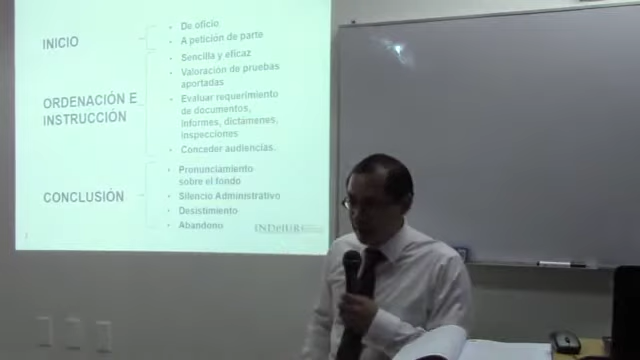 INICIO
• De oficio
• A petición de parte
ORDENACIÓN E
INSTRUCCIÓN
• Sencilla y eficaz
• Valoración de pruebas
aportadas
• Evaluar requerimiento
de documentos,
informes, dictámenes,
inspecciones
• Conceder audiencias.
CONCLUSIÓN
• Pronunciamiento
sobre el fondo
• Silencio Administrativo
• Desistimiento
• Abandono